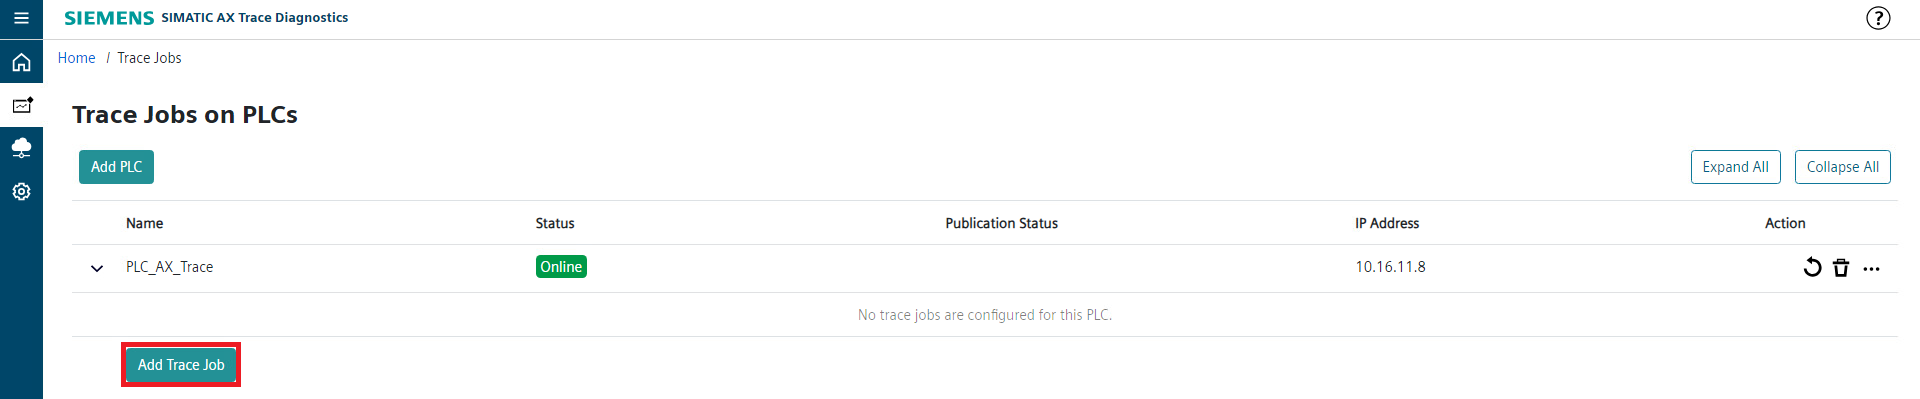 SIEMENS SIMATIC AX Trace Diagnostics ?
Home / Trace Jobs
Trace Jobs on PLCs
Add PLC Expand All Collapse All
Name Status Publication Status IP Address Action
PLC_AX_Trace Online 10.16.11.8
No trace jobs are configured for this PLC.
Add Trace Job